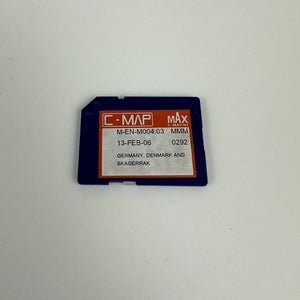 C-MAP MAX
M-EN-M004.03 MMM
13-FEB-06 0292
GERMANY, DENMARK AND
SKAGERRAK